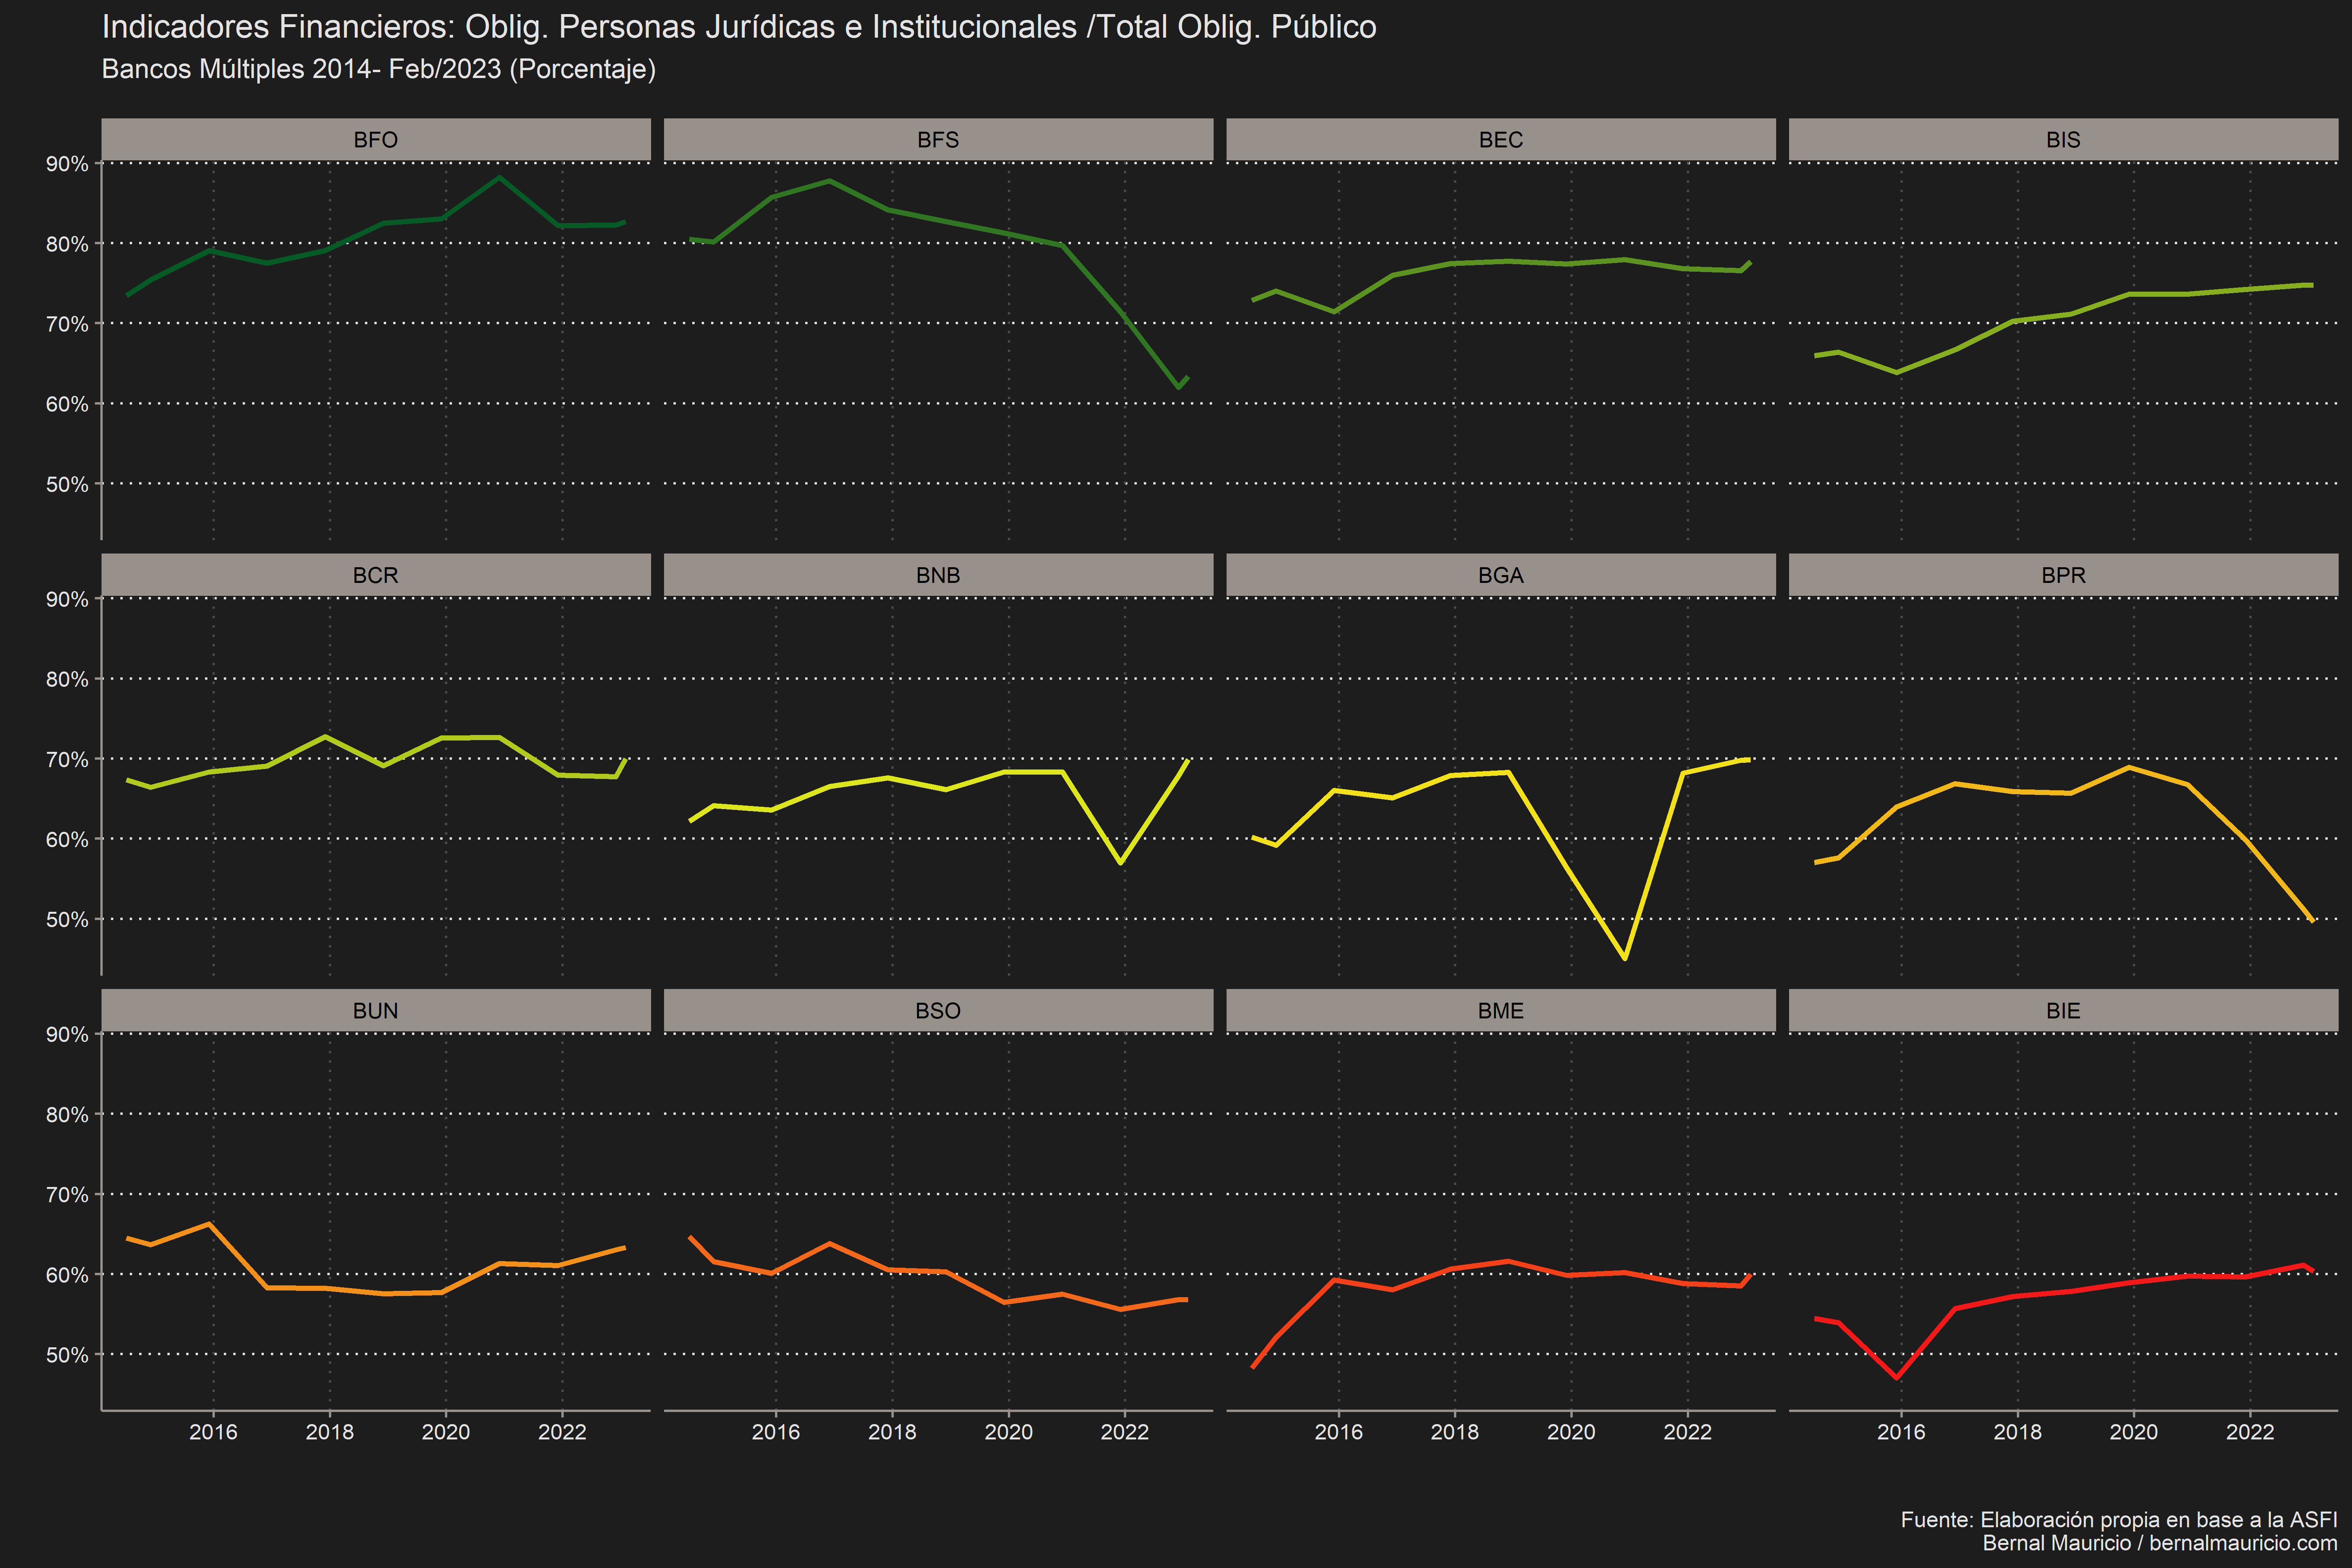 Indicadores Financieros: Oblig. Personas Jurídicas e Institucionales /Total Oblig. Público
Bancos Múltiples 2014- Feb/2023 (Porcentaje)
BFO BFS BEC BIS
90%
80%
70%
60%
50%
BCR BNB BGA BPR
90%
80%
70%
60%
50%
BUN BSO BME BIE
90%
80%
70%
60%
50%
2016 2018 2020 2022 2016 2018 2020 2022 2016 2018 2020 2022 2016 2018 2020 2022
Fuente: Elaboración propia en base a la ASFI
Bernal Mauricio / bernalmauricio.com